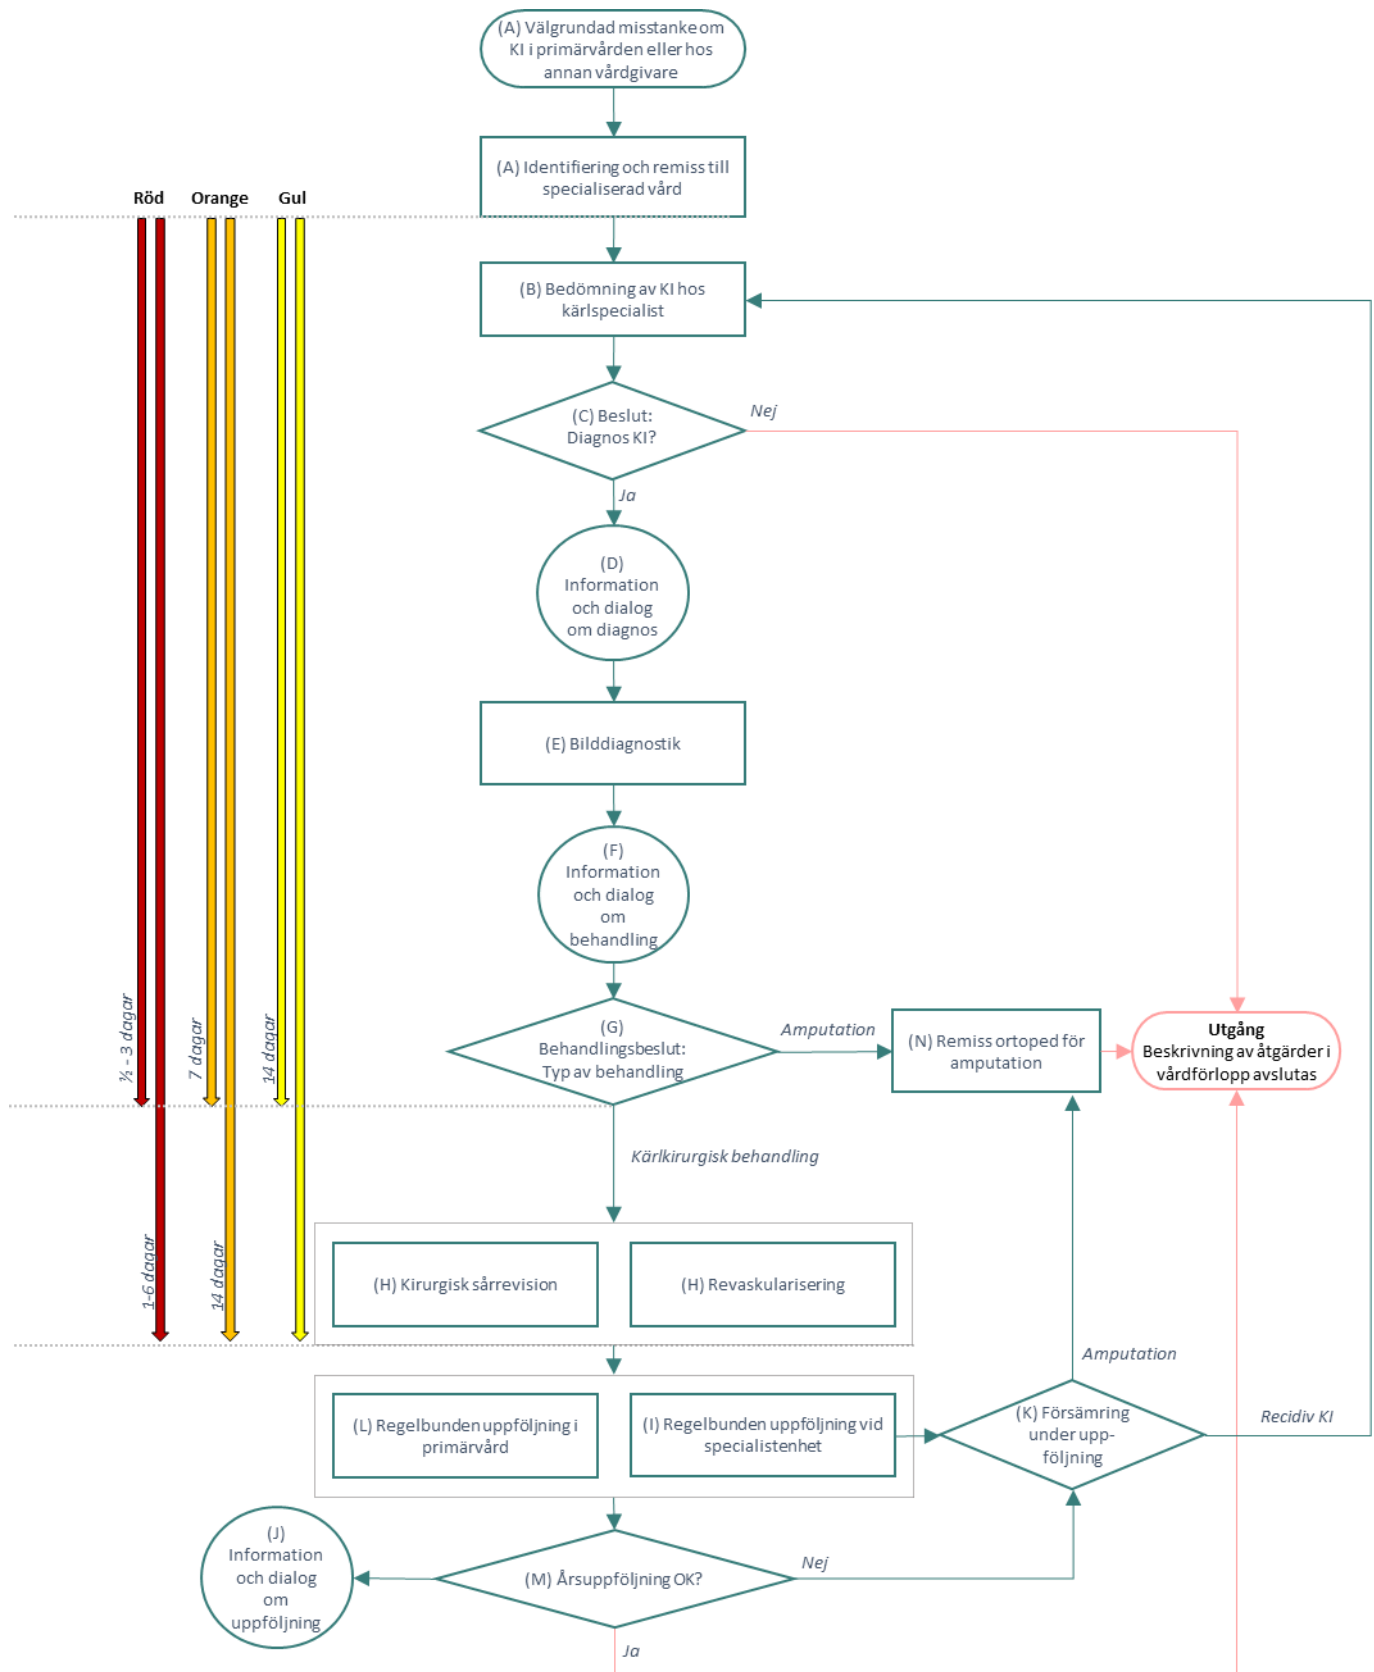 (A) Välgrundad misstanke om
KI i primärvården eller hos
annan vårdgivare
(A) Identifiering och remiss till
specialiserad vård
Röd
Orange
Gul
(B) Bedömning av KI hos
kärlspecialist
(C) Beslut:
Diagnos KI?
Nej
Ja
(D)
Information
och dialog
om diagnos
(E) Bilddiagnostik
(F)
Information
och dialog
om
behandling
½ - 3 dagar
7 dagar
14 dagar
(G)
Behandlingsbeslut:
Typ av behandling
Amputation
(N) Remiss ortoped för
amputation
Utgång
Beskrivning av åtgärder i
vårdförlopp avslutas
Kärlkirurgisk behandling
1-6 dagar
14 dagar
(H) Kirurgisk sårrevision
(H) Revaskularisering
Amputation
(L) Regelbunden uppföljning i
primärvård
(I) Regelbunden uppföljning vid
specialistenhet
(K) Försämring
under upp-
följning
Recidiv KI
(J)
Information
och dialog
om
uppföljning
(M) Årsuppföljning OK?
Nej
Ja